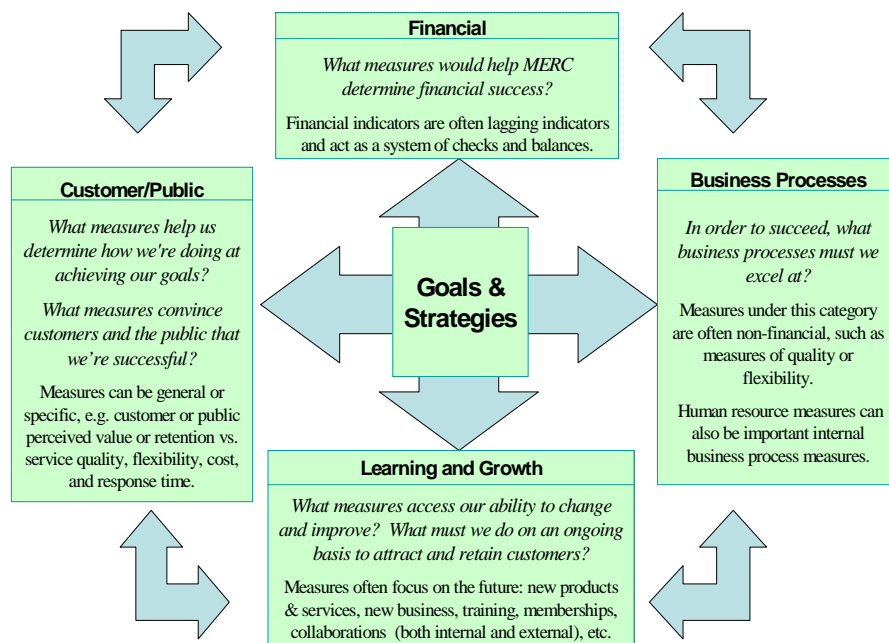 Financial
What measures would help MERC
determine financial success?
Financial indicators are often lagging indicators
and act as a system of checks and balances.
Customer/Public
What measures help us
determine how we're doing at
achieving our goals?
What measures convince
customers and the public that
we’re successful?
Measures can be general or
specific, e.g. customer or public
perceived value or retention vs.
service quality, flexibility, cost,
and response time.
Goals &
Strategies
Business Processes
In order to succeed, what
business processes must we
excel at?
Measures under this category
are often non-financial, such as
measures of quality or
flexibility.
Human resource measures can
also be important internal
business process measures.
Learning and Growth
What measures access our ability to change
and improve?  What must we do on an ongoing
basis to attract and retain customers?
Measures often focus on the future: new products
& services, new business, training, memberships,
collaborations  (both internal and external), etc.